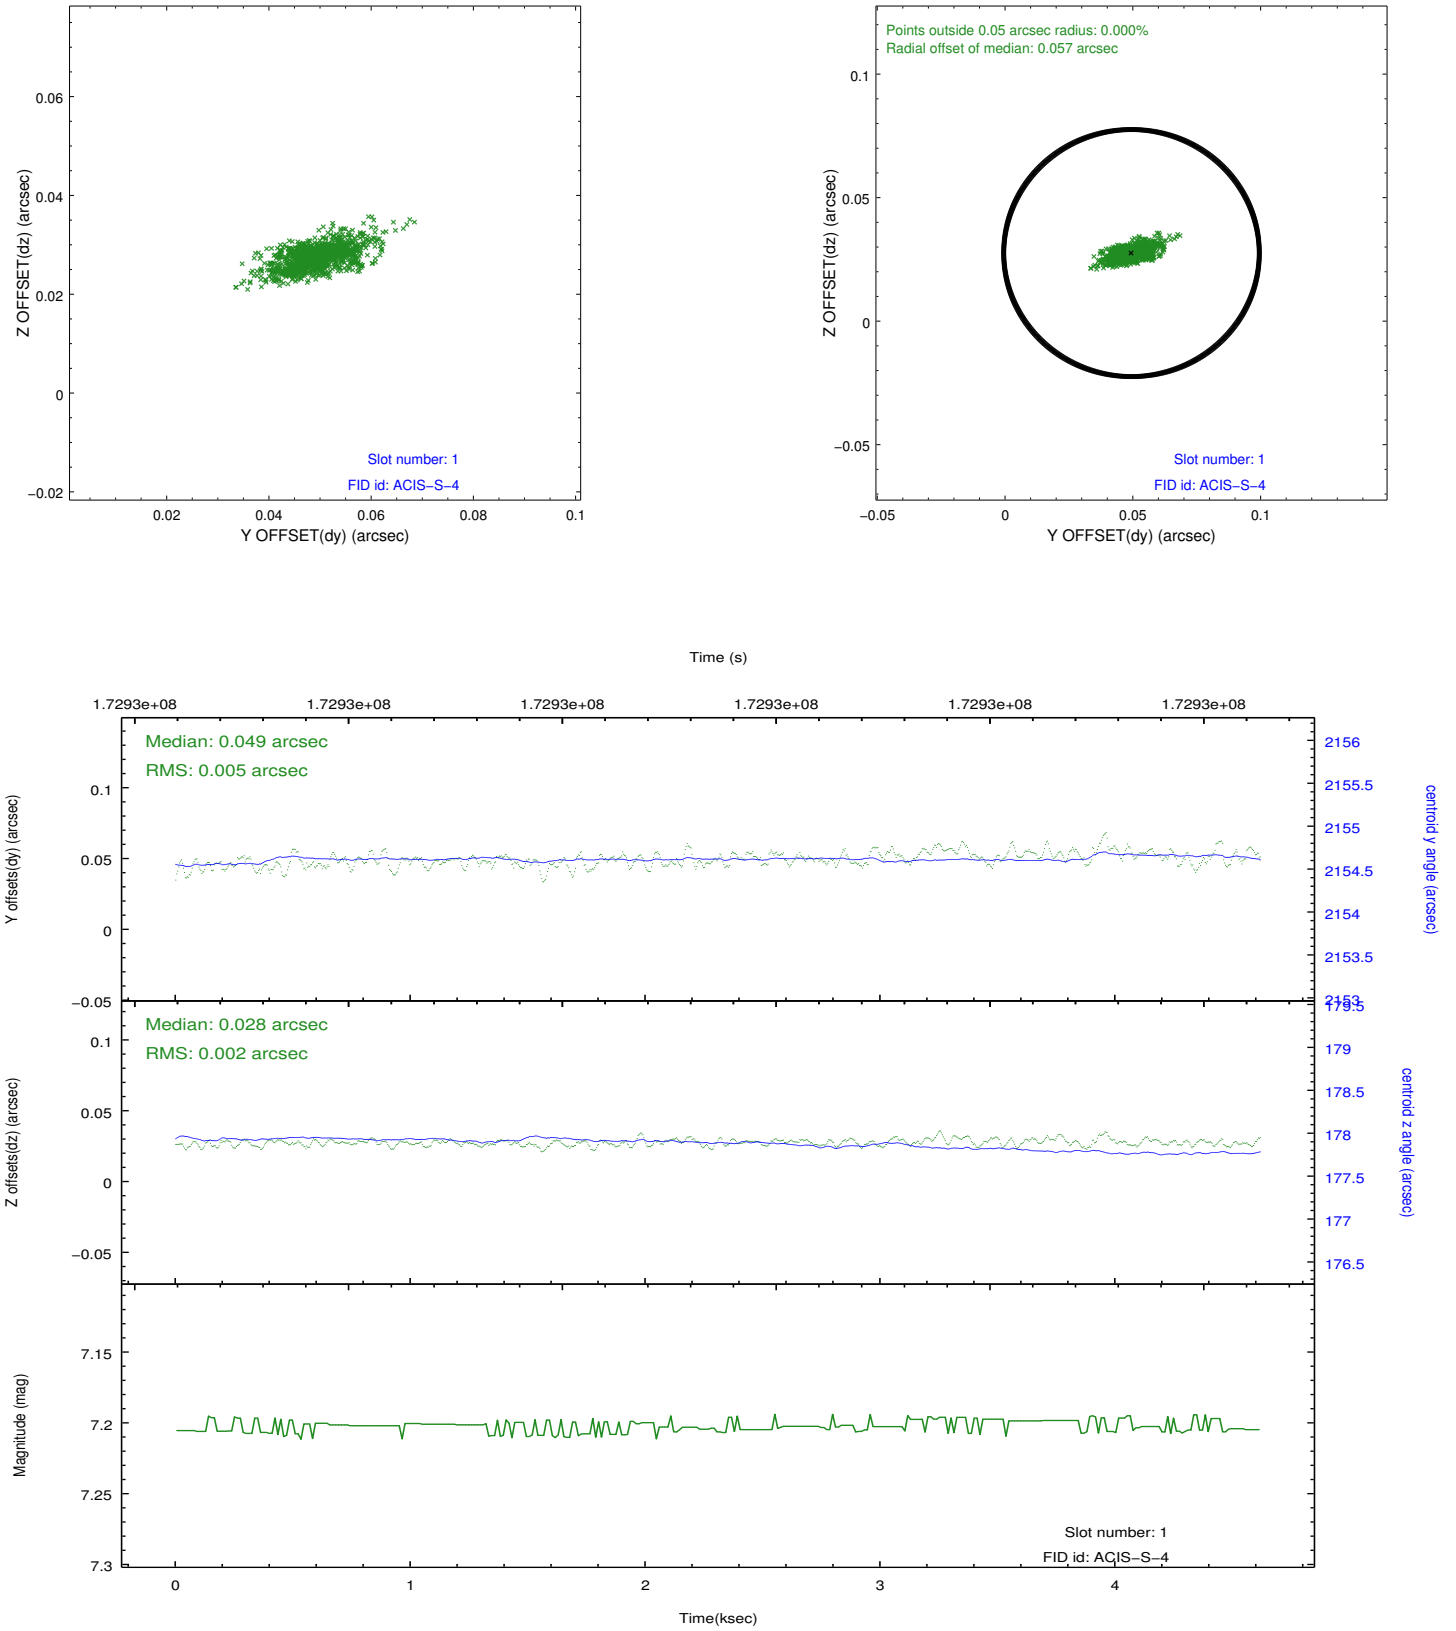 0.06
0.04
0.02
0
−0.02
Z OFFSET(dz) (arcsec)
Slot number: 1
FID id: ACIS−S−4
0.02 0.04 0.06 0.08 0.1
Y OFFSET(dy) (arcsec)
Points outside 0.05 arcsec radius: 0.000%
Radial offset of median: 0.057 arcsec
0.1
0.05
0
−0.05
Z OFFSET(dz) (arcsec)
Slot number: 1
FID id: ACIS−S−4
−0.05 0 0.05 0.1
Y OFFSET(dy) (arcsec)
Time (s)
1.7293e+08 1.7293e+08 1.7293e+08 1.7293e+08 1.7293e+08 1.7293e+08
Median: 0.049 arcsec
RMS: 0.005 arcsec
0.1
0.05
0
−0.05
Y offsets(dy) (arcsec)
2156
2155.5
2155
2154.5
2154
2153.5
2153
centroid y angle (arcsec)
Median: 0.028 arcsec
RMS: 0.002 arcsec
0.1
0.05
0
−0.05
Z offsets(dz) (arcsec)
179.5
179
178.5
178
177.5
177
176.5
centroid z angle (arcsec)
7.15
7.2
7.25
7.3
Magnitude (mag)
Slot number: 1
FID id: ACIS−S−4
0 1 2 3 4
Time(ksec)